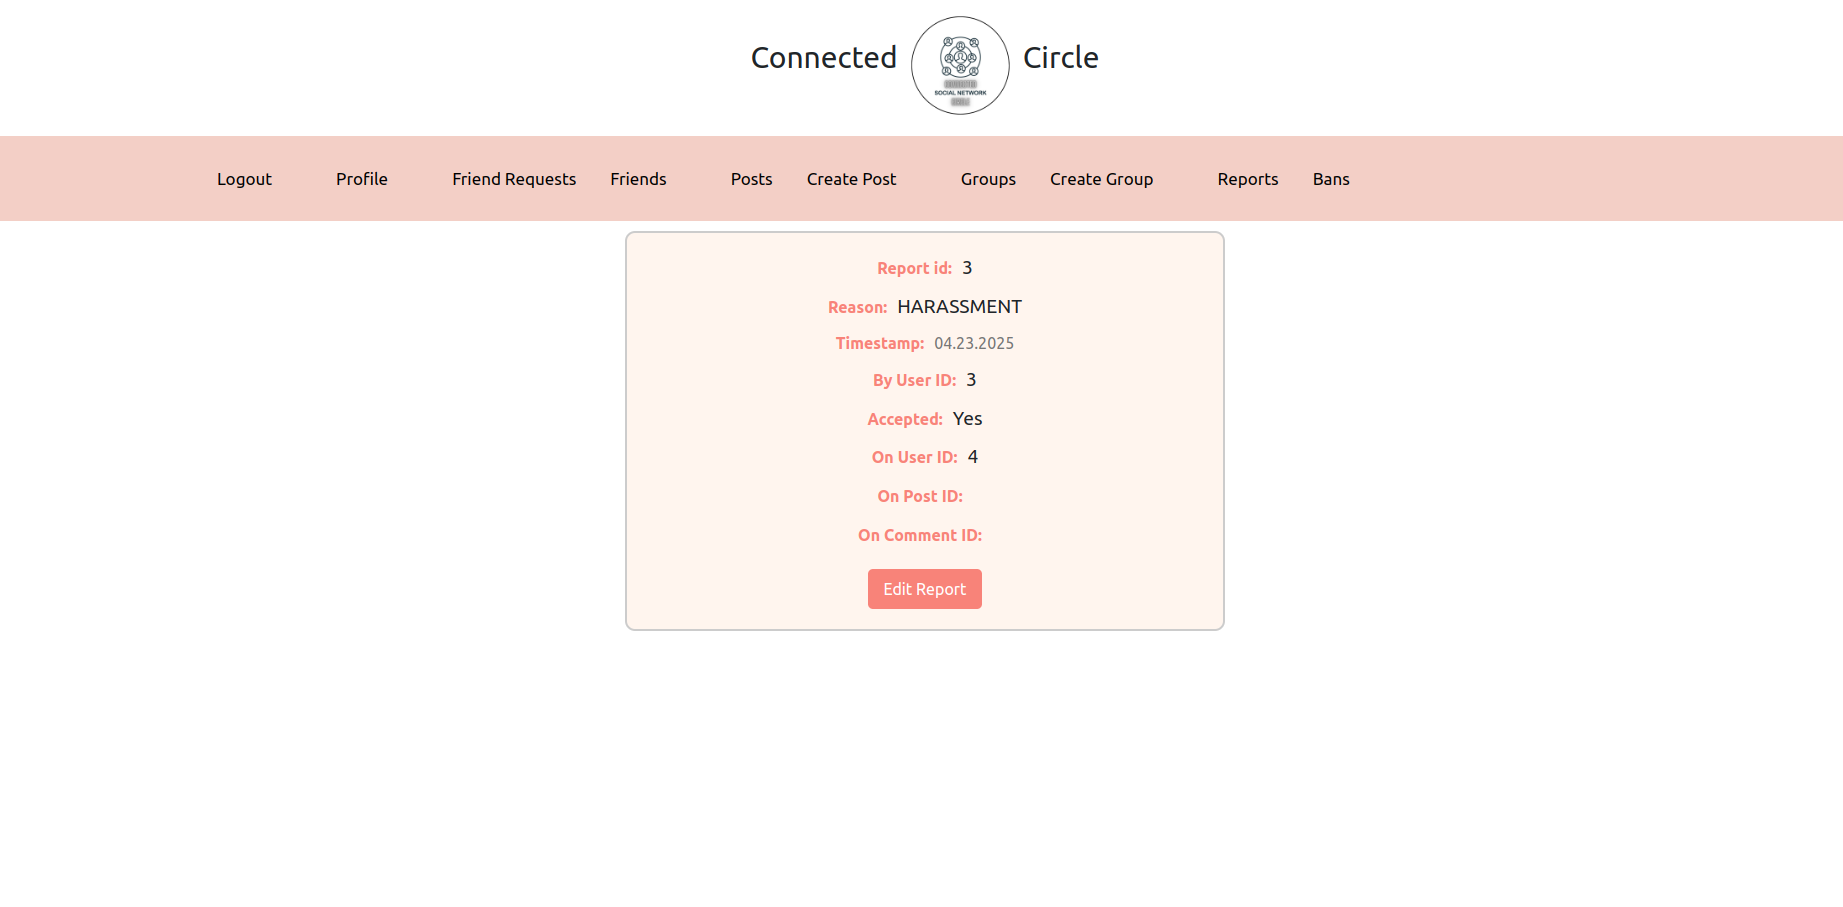 Connected Circle
SOCIAL NETWORK
Logout Profile Friend Requests Friends Posts Create Post Groups Create Group Reports Bans
Report id: 3
Reason: HARASSMENT
Timestamp: 04.23.2025
By User ID: 3
Accepted: Yes
On User ID: 4
On Post ID:
On Comment ID:
Edit Report